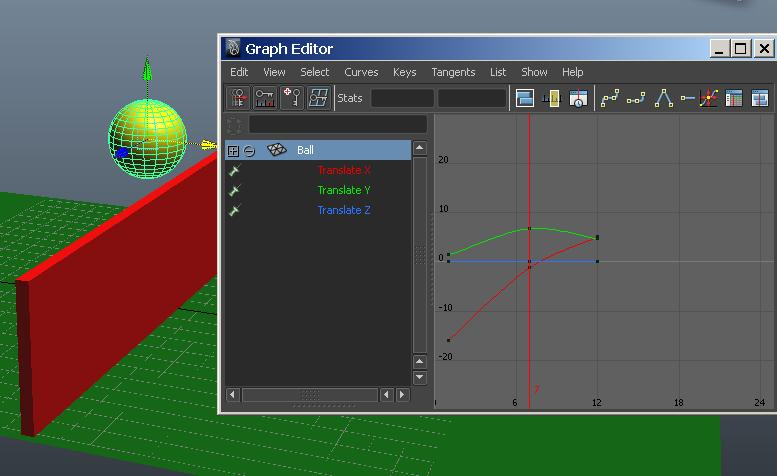 Graph Editor
Edit View Select Curves Keys Tangents List Show Help
Stats
Ball
Translate X
Translate Y
Translate Z
20
10
0
-10
-20
7
6 12 18 24